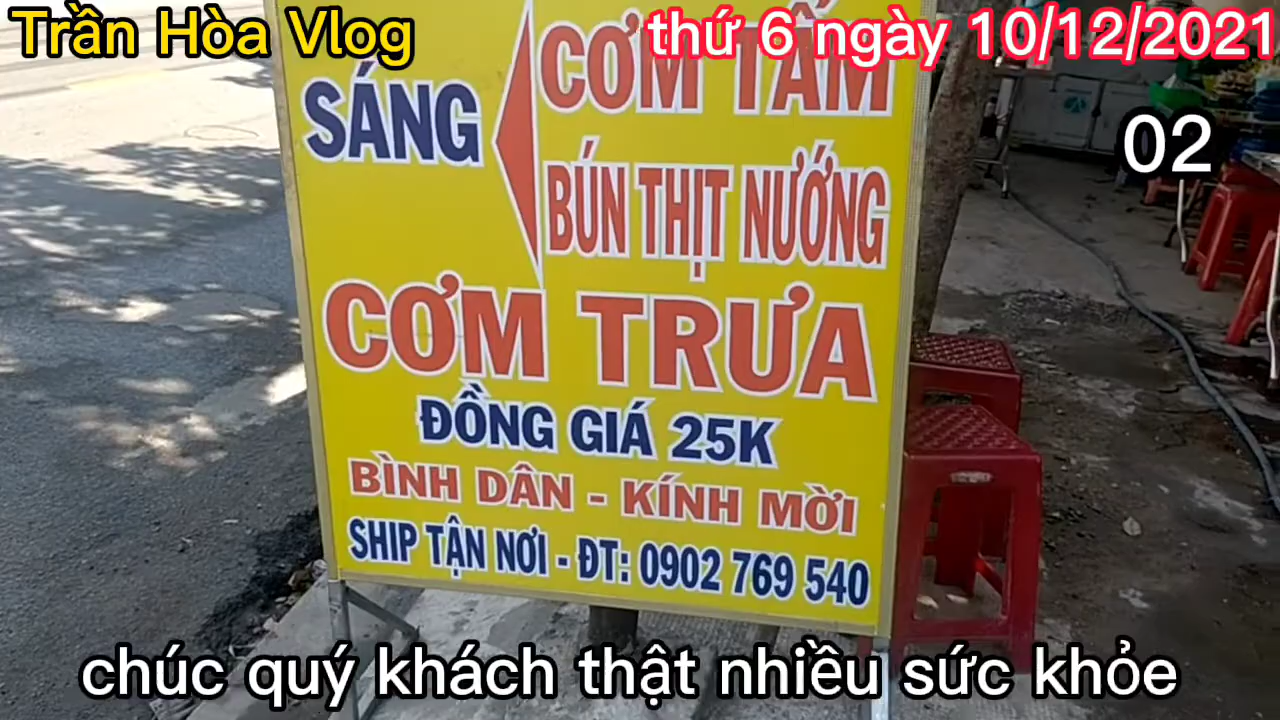 Trần Hòa Vlog
thứ 6 ngày 10/12/2021
02
SÁNG
CƠM TẤM
BÚN THỊT NƯỚNG
CƠM TRƯA
ĐỒNG GIÁ 25K
BÌNH DÂN - KÍNH MỜI
SHIP TẬN NƠI - ĐT: 0902 769 540
chúc quý khách thật nhiều sức khỏe